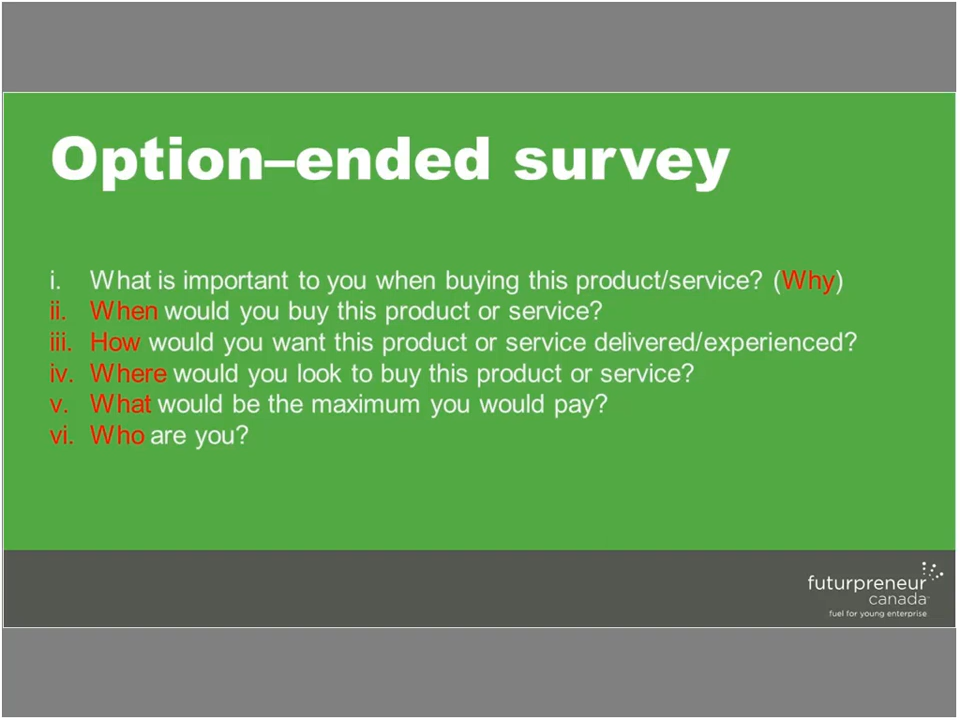 Option–ended survey
i. What is important to you when buying this product/service? (Why)
ii. When would you buy this product or service?
iii. How would you want this product or service delivered/experienced?
iv. Where would you look to buy this product or service?
v. What would be the maximum you would pay?
vi. Who are you?
futurpreneur
canada
fuel for young enterprise